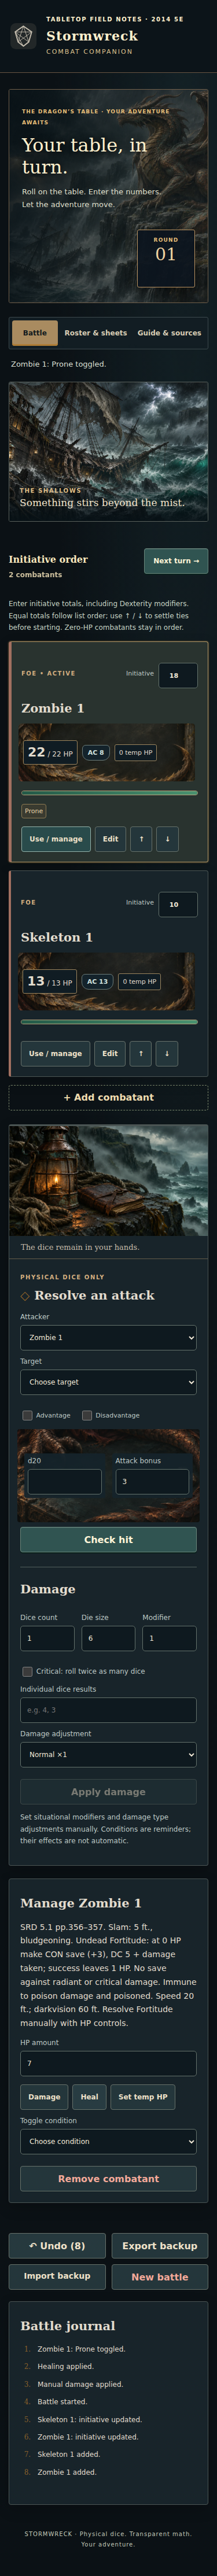 TABLETOP FIELD NOTES · 2014 5E
Stormwreck
COMBAT COMPANION
THE DRAGON'S TABLE · YOUR ADVENTURE
AWAITS
Your table, in
turn.
Roll on the table. Enter the numbers.
Let the adventure move.
ROUND
01
Battle
Roster & sheets
Guide & sources
Zombie 1: Prone toggled.
THE SHALLOWS
Something stirs beyond the mist.
Initiative order
2 combatants
Next turn →
Enter initiative totals, including Dexterity modifiers.
Equal totals follow list order; use ↑ / ↓ to settle ties
before starting. Zero-HP combatants stay in order.
FOE • ACTIVE
Initiative
18
Zombie 1
22 / 22 HP
AC 8
0 temp HP
Prone
Use / manage
Edit
↑
↓
FOE
Initiative
10
Skeleton 1
13 / 13 HP
AC 13
0 temp HP
Use / manage
Edit
↑
↓
+ Add combatant
The dice remain in your hands.
PHYSICAL DICE ONLY
◇ Resolve an attack
Attacker
Zombie 1
Target
Choose target
Advantage
Disadvantage
d20
Attack bonus
3
Check hit
Damage
Dice count
Die size
Modifier
1
6
1
Critical: roll twice as many dice
Individual dice results
e.g. 4, 3
Damage adjustment
Normal ×1
Apply damage
Set situational modifiers and damage type
adjustments manually. Conditions are reminders;
their effects are not automatic.
Manage Zombie 1
SRD 5.1 pp.356–357. Slam: 5 ft.,
bludgeoning. Undead Fortitude: at 0 HP
make CON save (+3), DC 5 + damage
taken; success leaves 1 HP. No save
against radiant or critical damage. Immune
to poison damage and poisoned. Speed 20
ft.; darkvision 60 ft. Resolve Fortitude
manually with HP controls.
HP amount
7
Damage
Heal
Set temp HP
Toggle condition
Choose condition
Remove combatant
↶ Undo (8)
Export backup
Import backup
New battle
Battle journal
1. Zombie 1: Prone toggled.
2. Healing applied.
3. Manual damage applied.
4. Battle started.
5. Skeleton 1: initiative updated.
6. Zombie 1: initiative updated.
7. Skeleton 1 added.
8. Zombie 1 added.
STORMWRECK · Physical dice. Transparent math.
Your adventure.